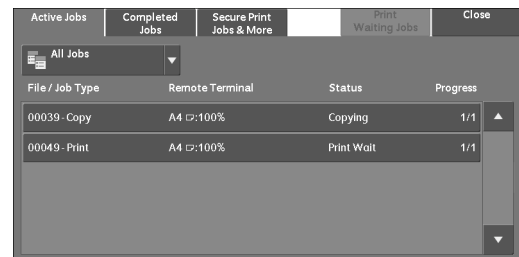 Active Jobs
Completed Jobs
Secure Print Jobs & More
Print Waiting Jobs
Close
All Jobs
File / Job Type Remote Terminal Status Progress
00039 - Copy A4 ▭:100% Copying 1/1
00049 - Print A4 ▭:100% Print Wait 1/1